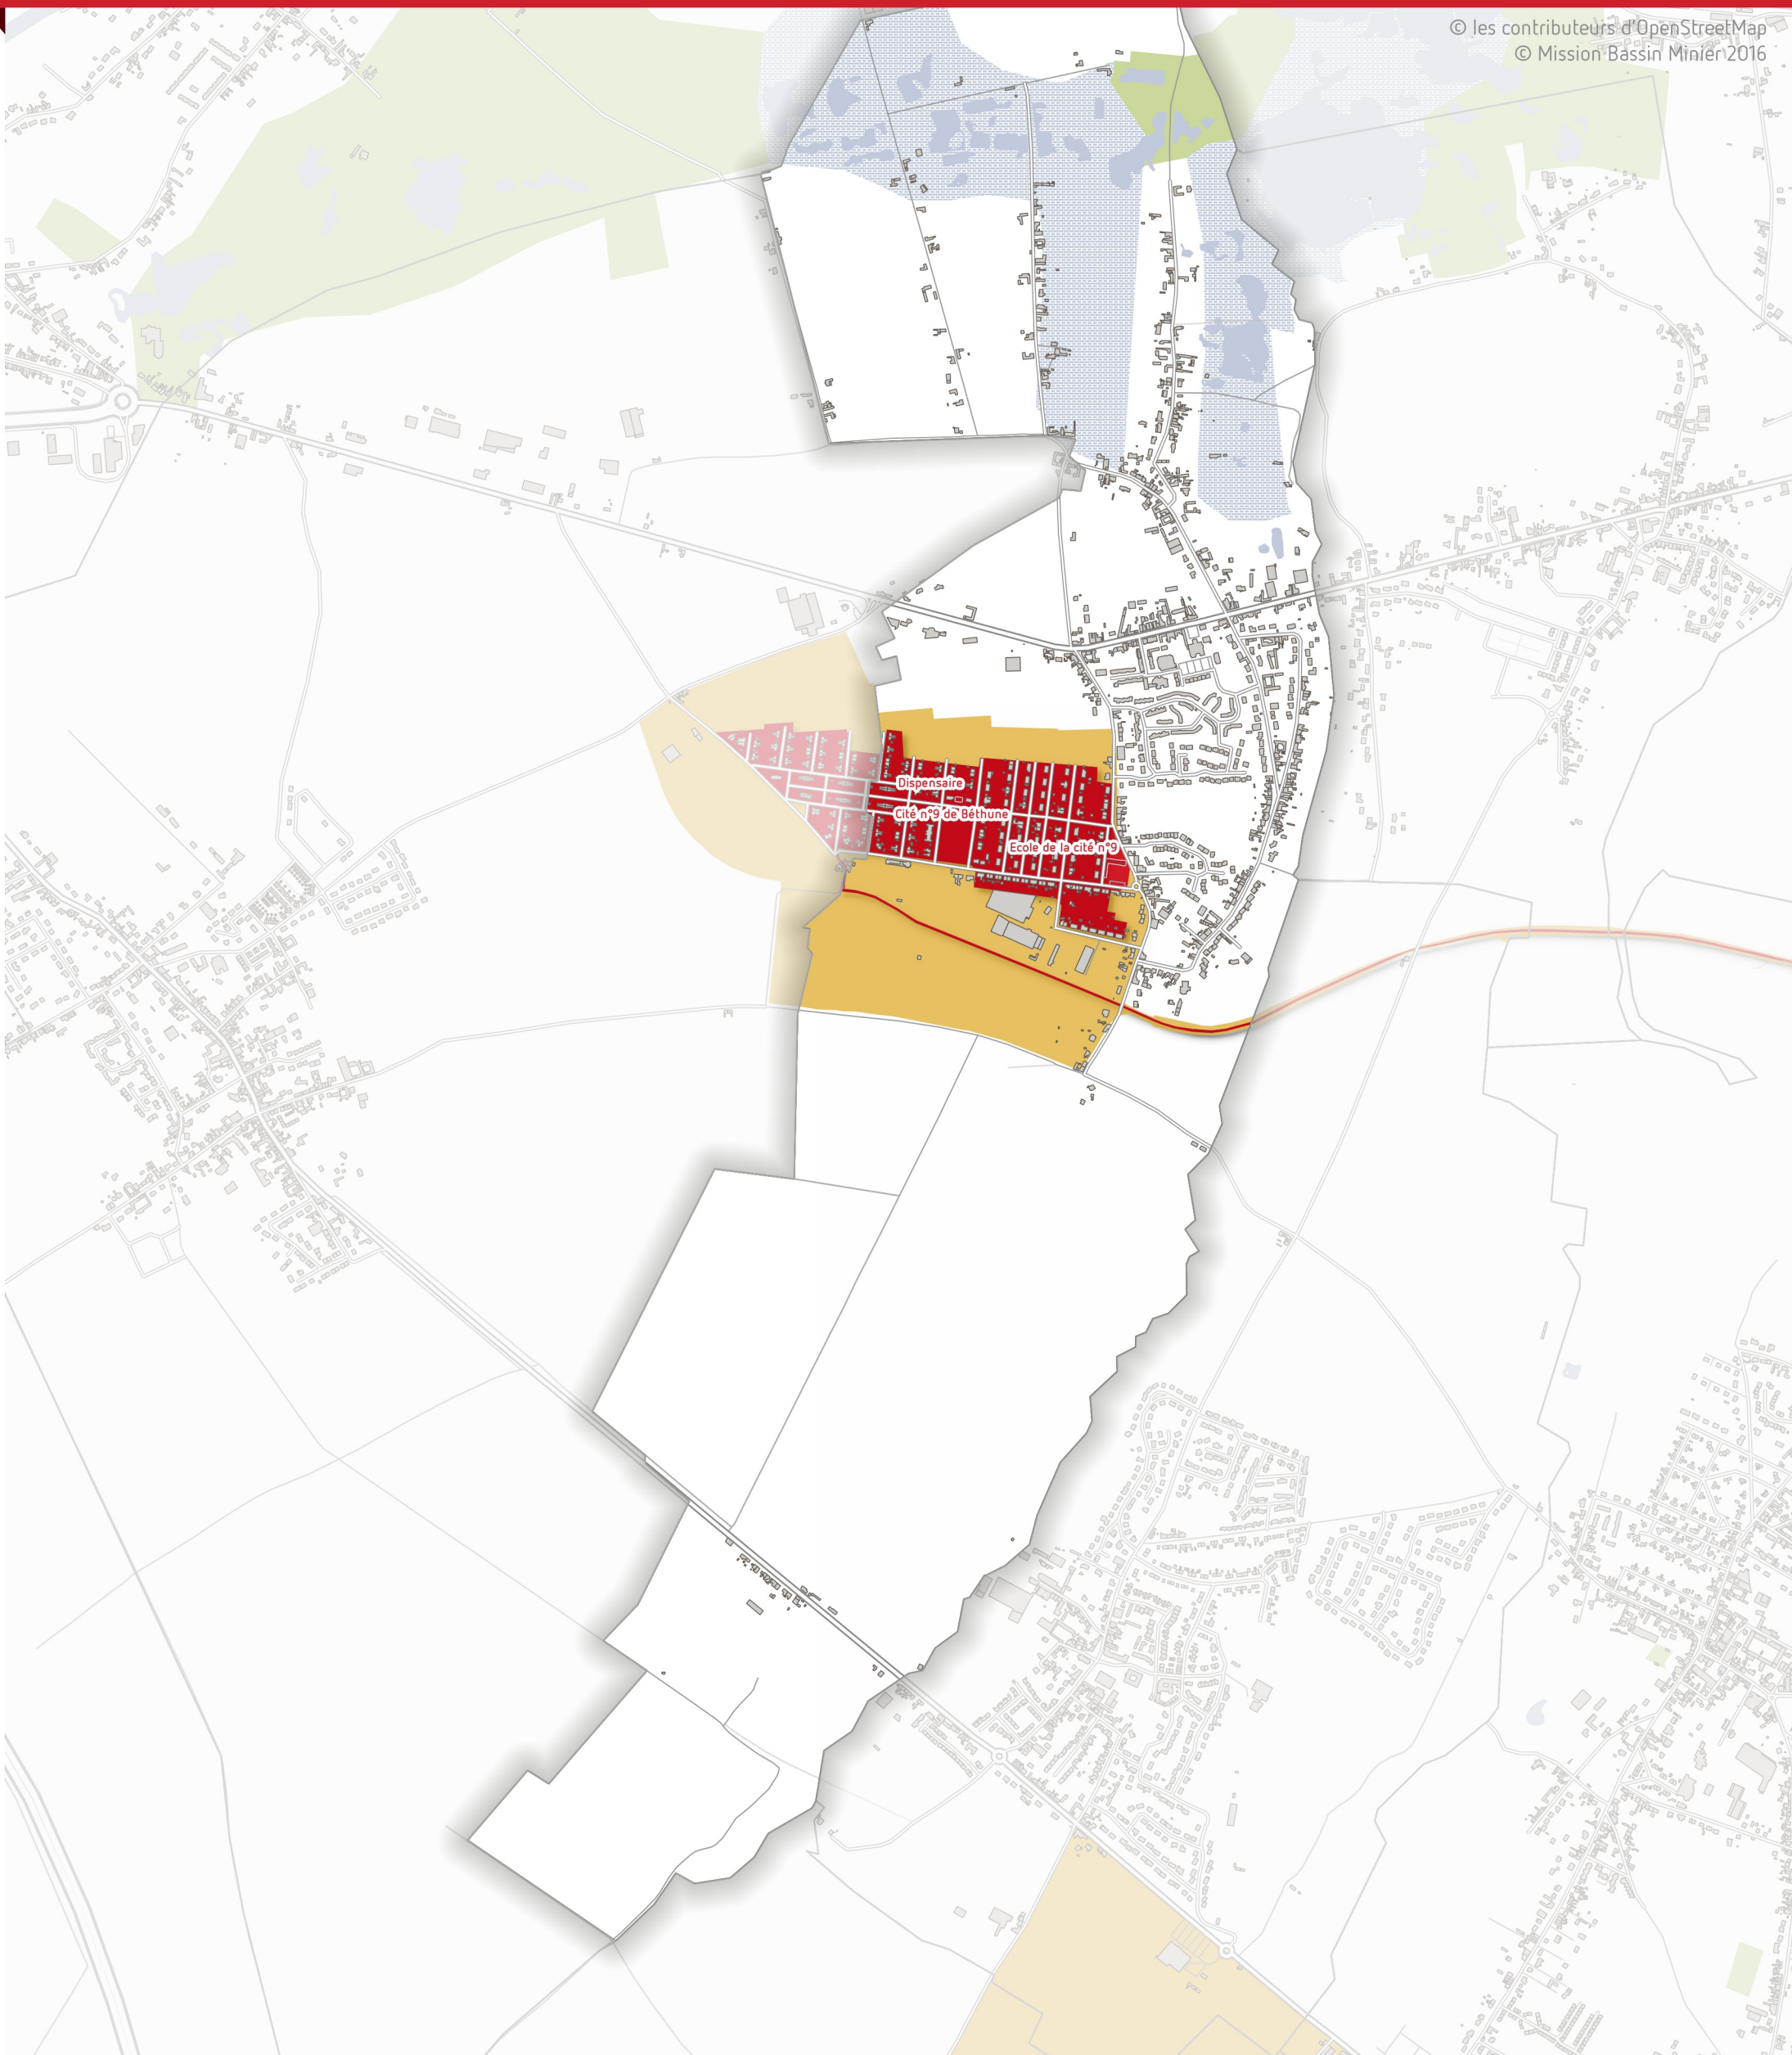 © les contributeurs d'OpenStreetMap
© Mission Bassin Minier 2016
Dispensaire
Cité n°9 de Béthune
Ecole de la cité n°9